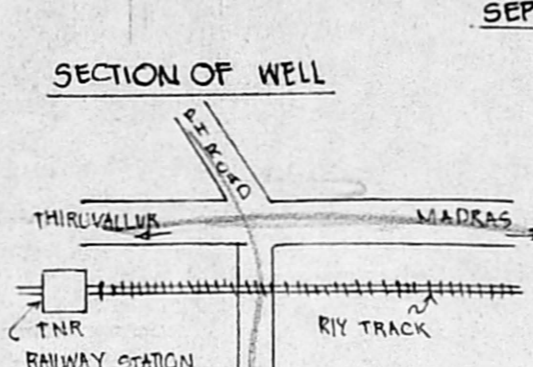 SEP
SECTION OF WELL
P.H ROAD
THIRUVALLUR
MADRAS
TNR
RAILWAY STATION
RLY TRACK